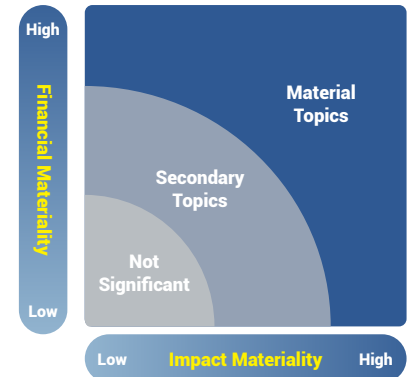 High
Financial Materiality
Low
Material
Topics
Secondary
Topics
Not
Significant
Low Impact Materiality High